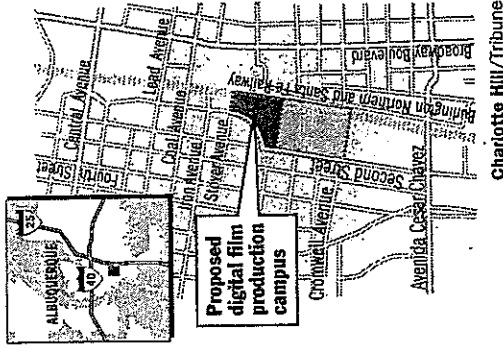 ALBUQUERQUE
25
40
Central Avenue
Lead Avenue
Coal Avenue
Iron Avenue
Stover Avenue
Fourth Street
Proposed
digital film
production
campus
Second Street
Cromwell Avenue
Avenida Cesar Chavez
Broadway Boulevard
Burlington Northern and Santa Fe Railway
Charlotte Hill/Tribune